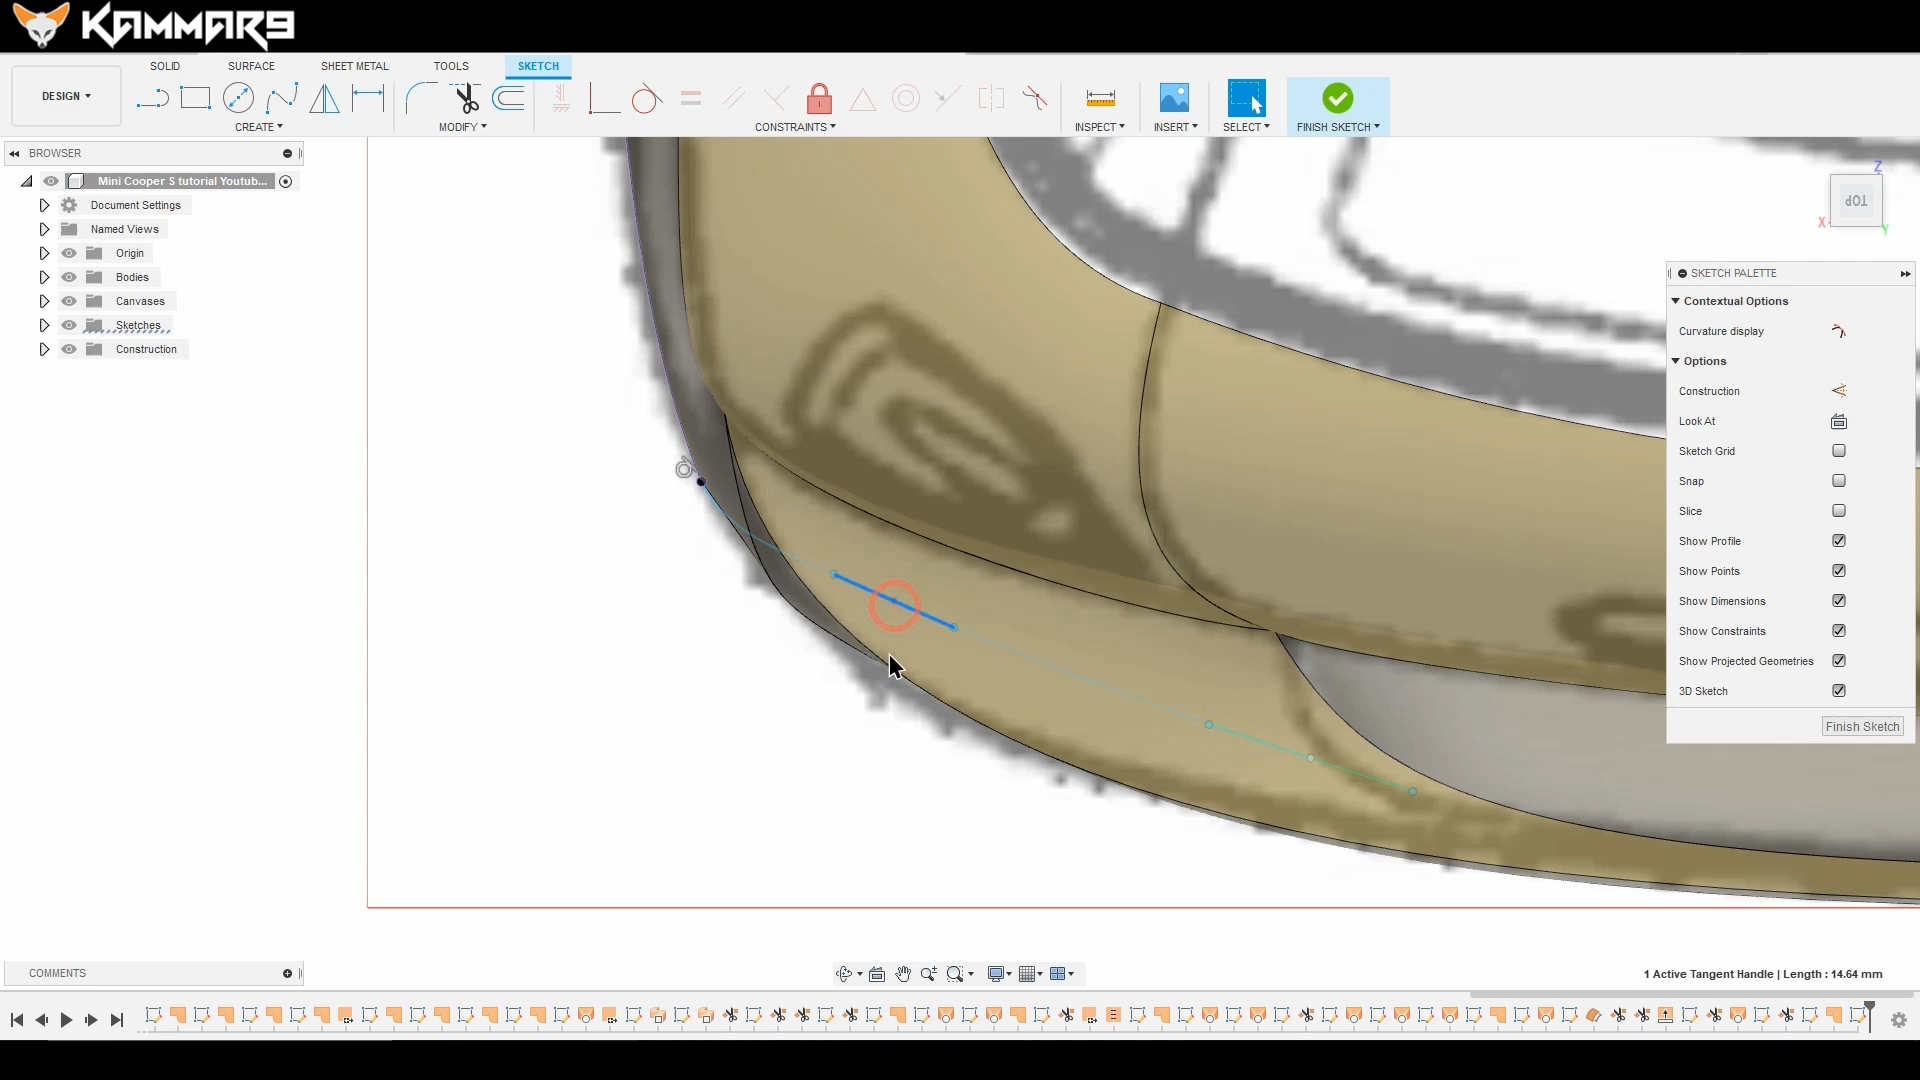 KAMMAR9
SOLID
SURFACE
SHEET METAL
TOOLS
SKETCH
DESIGN
CREATE
MODIFY
CONSTRAINTS
INSPECT
INSERT
SELECT
FINISH SKETCH
BROWSER
Mini Cooper S tutorial Youtub...
Document Settings
Named Views
Origin
Bodies
Canvases
Sketches
Construction
Z
TOP
X
Y
SKETCH PALETTE
Contextual Options
Curvature display
Options
Construction
Look At
Sketch Grid
Snap
Slice
Show Profile
Show Points
Show Dimensions
Show Constraints
Show Projected Geometries
3D Sketch
Finish Sketch
COMMENTS
1 Active Tangent Handle | Length : 14.64 mm